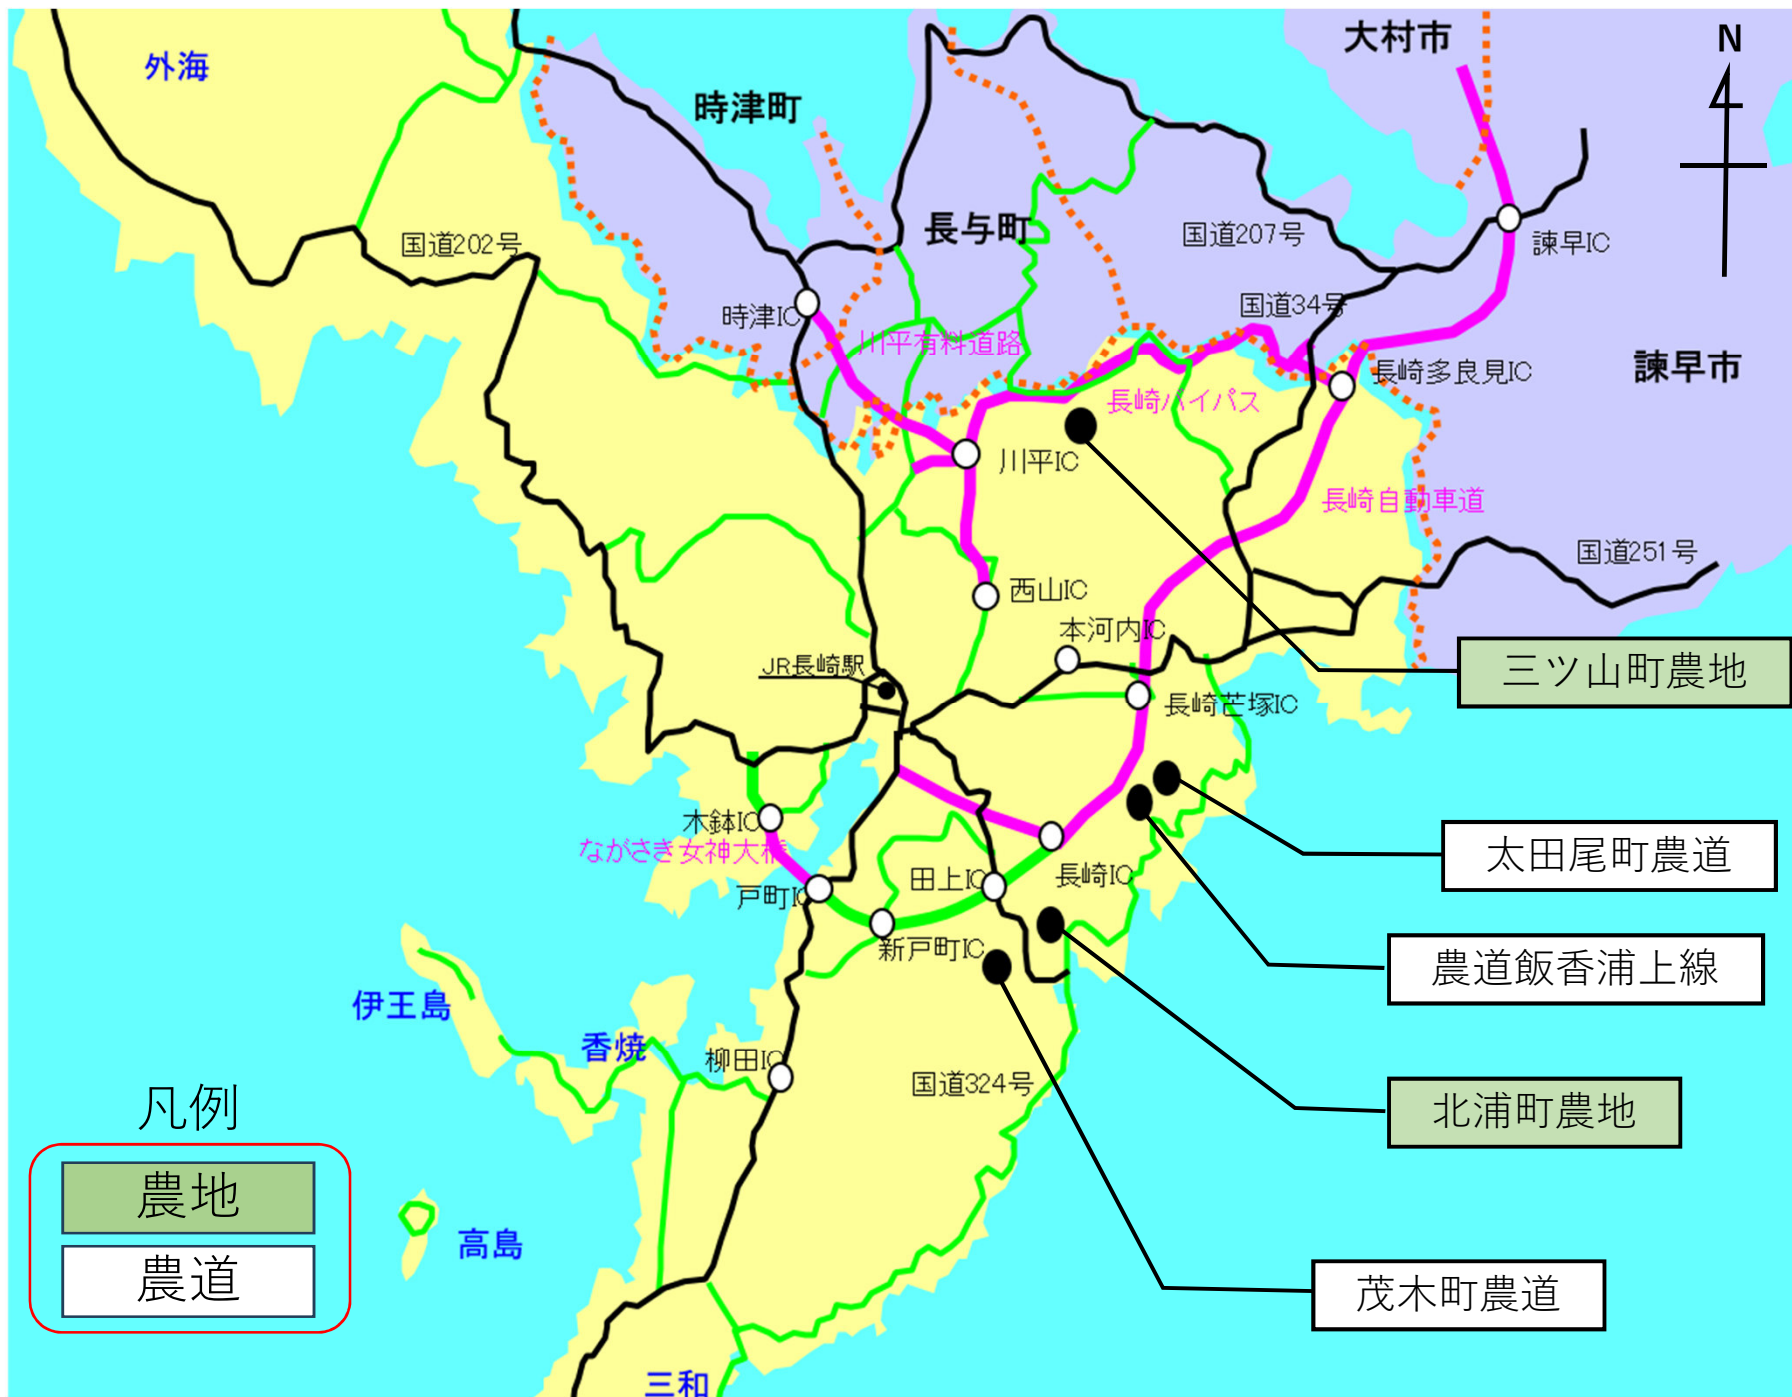 外海
時津町
大村市
N
長与町
国道202号
国道207号
諫早IC
時津IC
国道34号
川平有料道路
長崎多良見IC
諫早市
長崎バイパス
川平IC
長崎自動車道
国道251号
西山IC
本河内IC
JR長崎駅
三ツ山町農地
長崎芒塚IC
木鉢IC
ながさき女神大橋
太田尾町農道
田上IC
長崎IC
戸町IC
新戸町IC
農道飯香浦上線
伊王島
香焼
柳田IC
国道324号
北浦町農地
凡例
農地
高島
農道
茂木町農道
三和